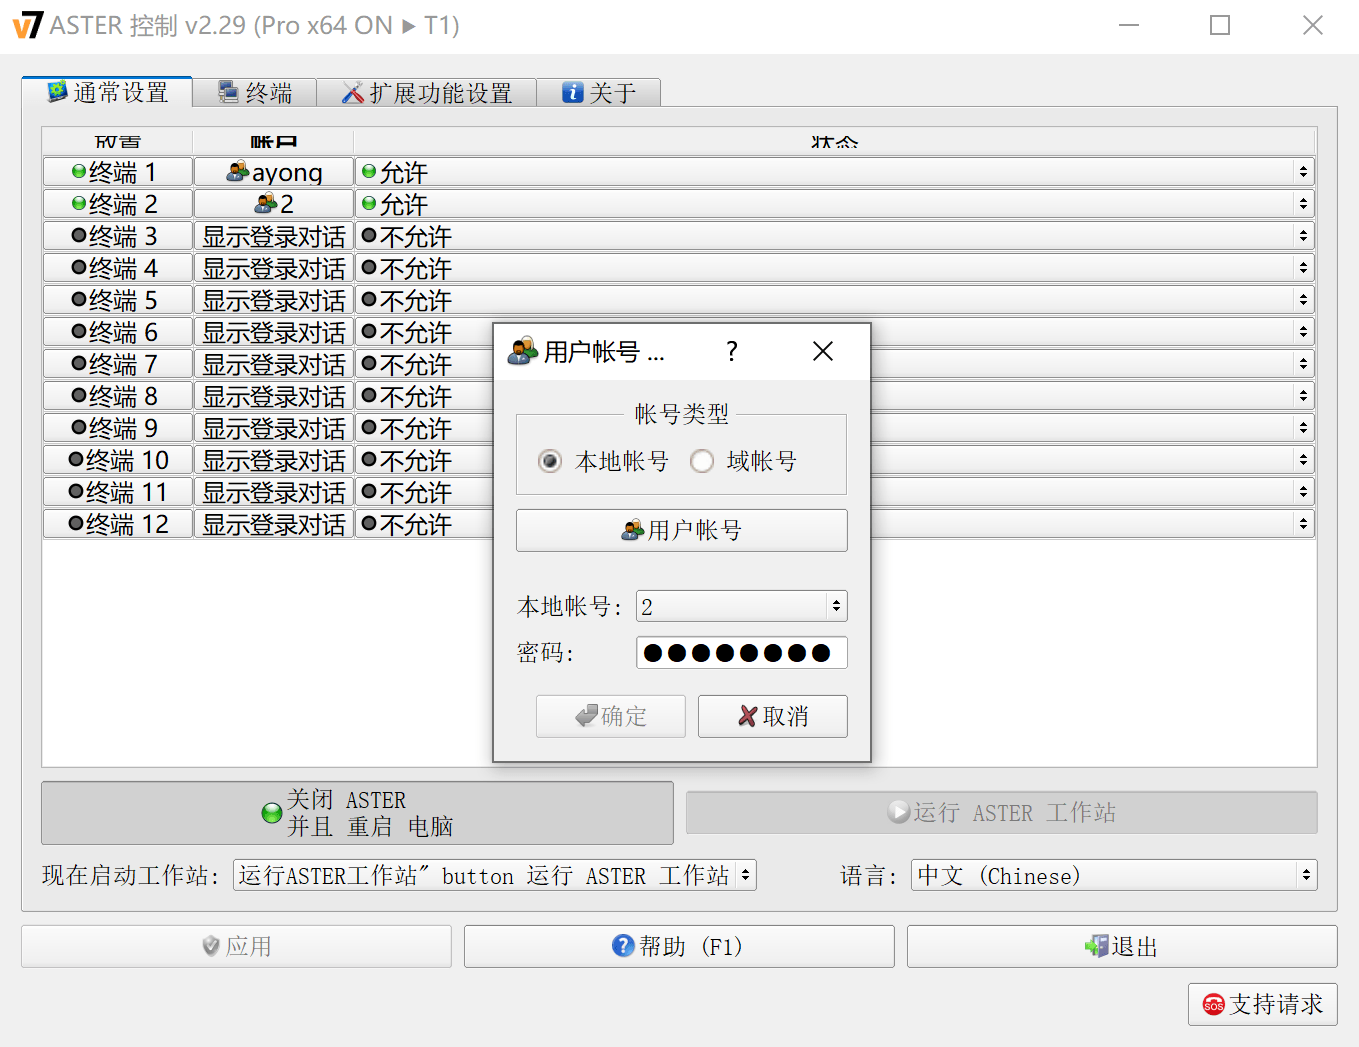 ASTER 控制 v2.29 (Pro x64 ON ▸ T1)
通常设置 终端 扩展功能设置 关于
放置 帐户 状态
终端 1 ayong 允许
终端 2 2 允许
终端 3 显示登录对话 不允许
终端 4 显示登录对话 不允许
终端 5 显示登录对话 不允许
终端 6 显示登录对话 不允许
终端 7 显示登录对话 不允许
终端 8 显示登录对话 不允许
终端 9 显示登录对话 不允许
终端 10 显示登录对话 不允许
终端 11 显示登录对话 不允许
终端 12 显示登录对话 不允许
用户帐号 ... ?
帐号类型
本地帐号 域帐号
用户帐号
本地帐号: 2
密码: ●●●●●●●●
确定 取消
关闭 ASTER
并且 重启 电脑
运行 ASTER 工作站
现在启动工作站: 运行ASTER工作站" button 运行 ASTER 工作站
语言: 中文 (Chinese)
应用 帮助 (F1) 退出
SOS 支持请求